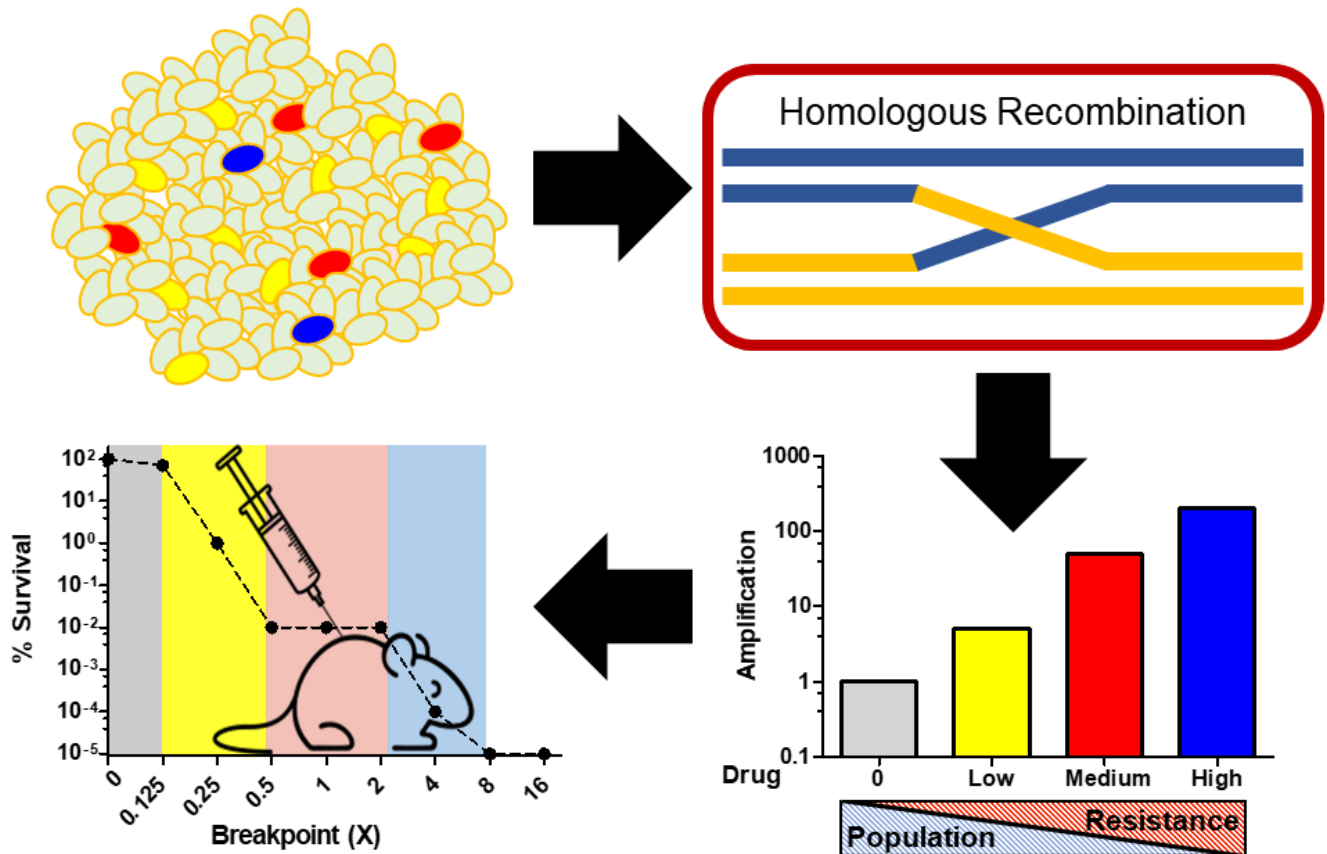 Homologous Recombination
% Survival
10²
10¹
10⁰
10⁻¹
10⁻²
10⁻³
10⁻⁴
10⁻⁵
0
0.125
0.25
0.5
1
2
4
8
16
Breakpoint (X)
Amplification
1000
100
10
1
0.1
Drug
0
Low
Medium
High
Population
Resistance